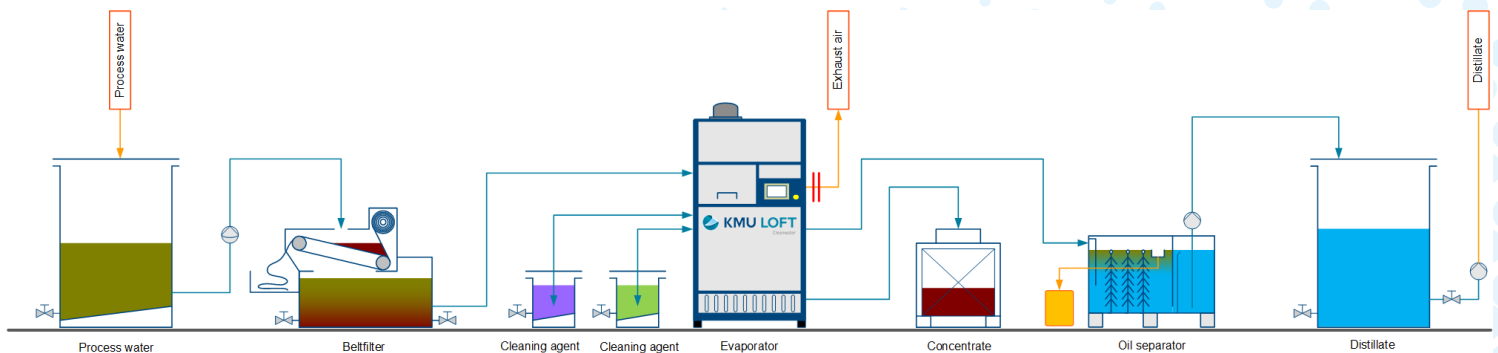 Process water
Exhaust air
Distillate
KMU LOFT
Cleanwater
Process water
Beltfilter
Cleaning agent
Cleaning agent
Evaporator
Concentrate
Oil separator
Distillate